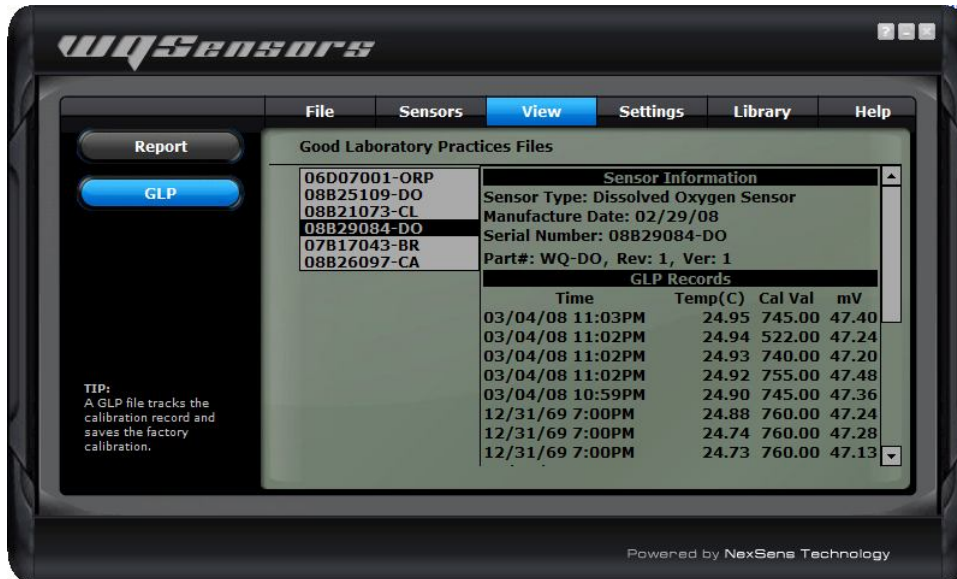 WQSensors
? - x
File Sensors View Settings Library Help
Report
GLP
TIP:
A GLP file tracks the
calibration record and
saves the factory
calibration.
Good Laboratory Practices Files
06D07001-ORP
08B25109-DO
08B21073-CL
08B29084-DO
07B17043-BR
08B26097-CA
Sensor Information
Sensor Type: Dissolved Oxygen Sensor
Manufacture Date: 02/29/08
Serial Number: 08B29084-DO
Part#: WQ-DO, Rev: 1, Ver: 1
GLP Records
Time Temp(C) Cal Val mV
03/04/08 11:03PM 24.95 745.00 47.40
03/04/08 11:02PM 24.94 522.00 47.24
03/04/08 11:02PM 24.93 740.00 47.20
03/04/08 11:02PM 24.92 755.00 47.48
03/04/08 10:59PM 24.90 745.00 47.36
12/31/69 7:00PM 24.88 760.00 47.24
12/31/69 7:00PM 24.74 760.00 47.28
12/31/69 7:00PM 24.73 760.00 47.13
Powered by NexSens Technology